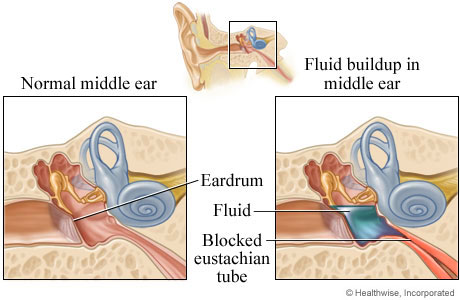 Normal middle ear
Fluid buildup in
middle ear
Eardrum
Fluid
Blocked
eustachian
tube
© Healthwise, Incorporated